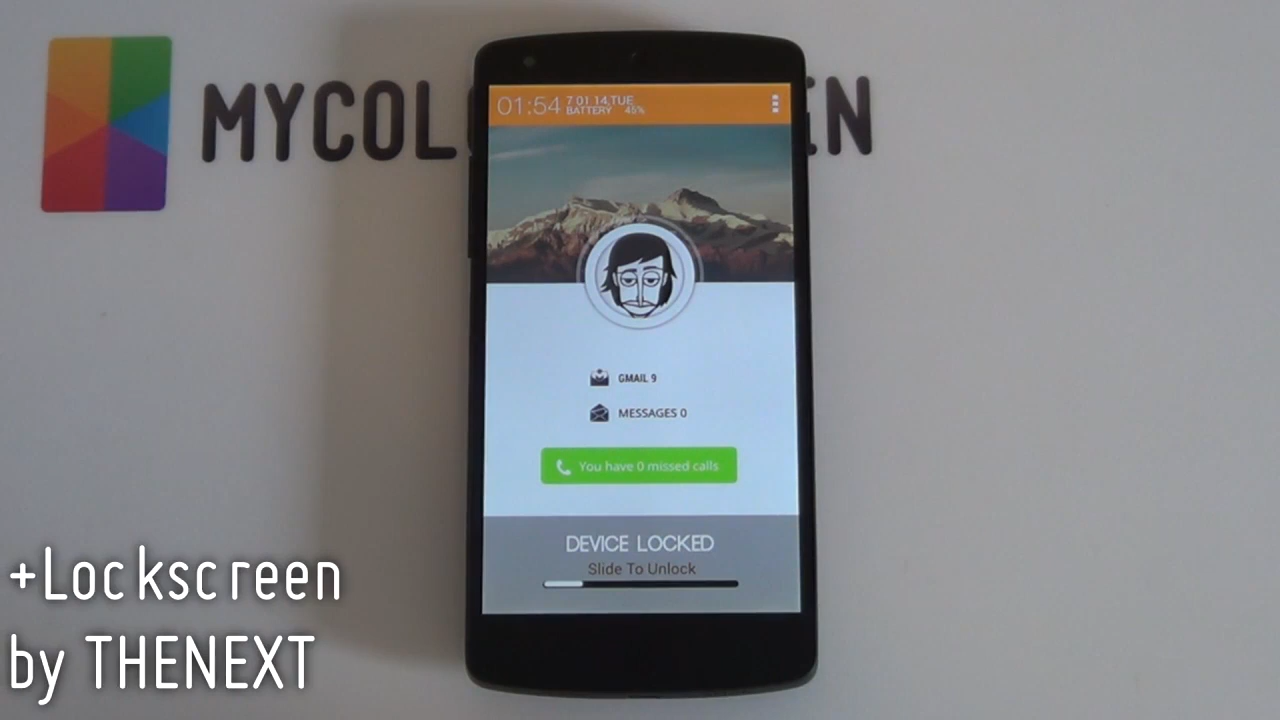 MYCOL EN
01:54 7 01 14,TUE
BATTERY 45%
GMAIL 9
MESSAGES 0
You have 0 missed calls
DEVICE LOCKED
Slide To Unlock
+Lockscreen
by THENEXT